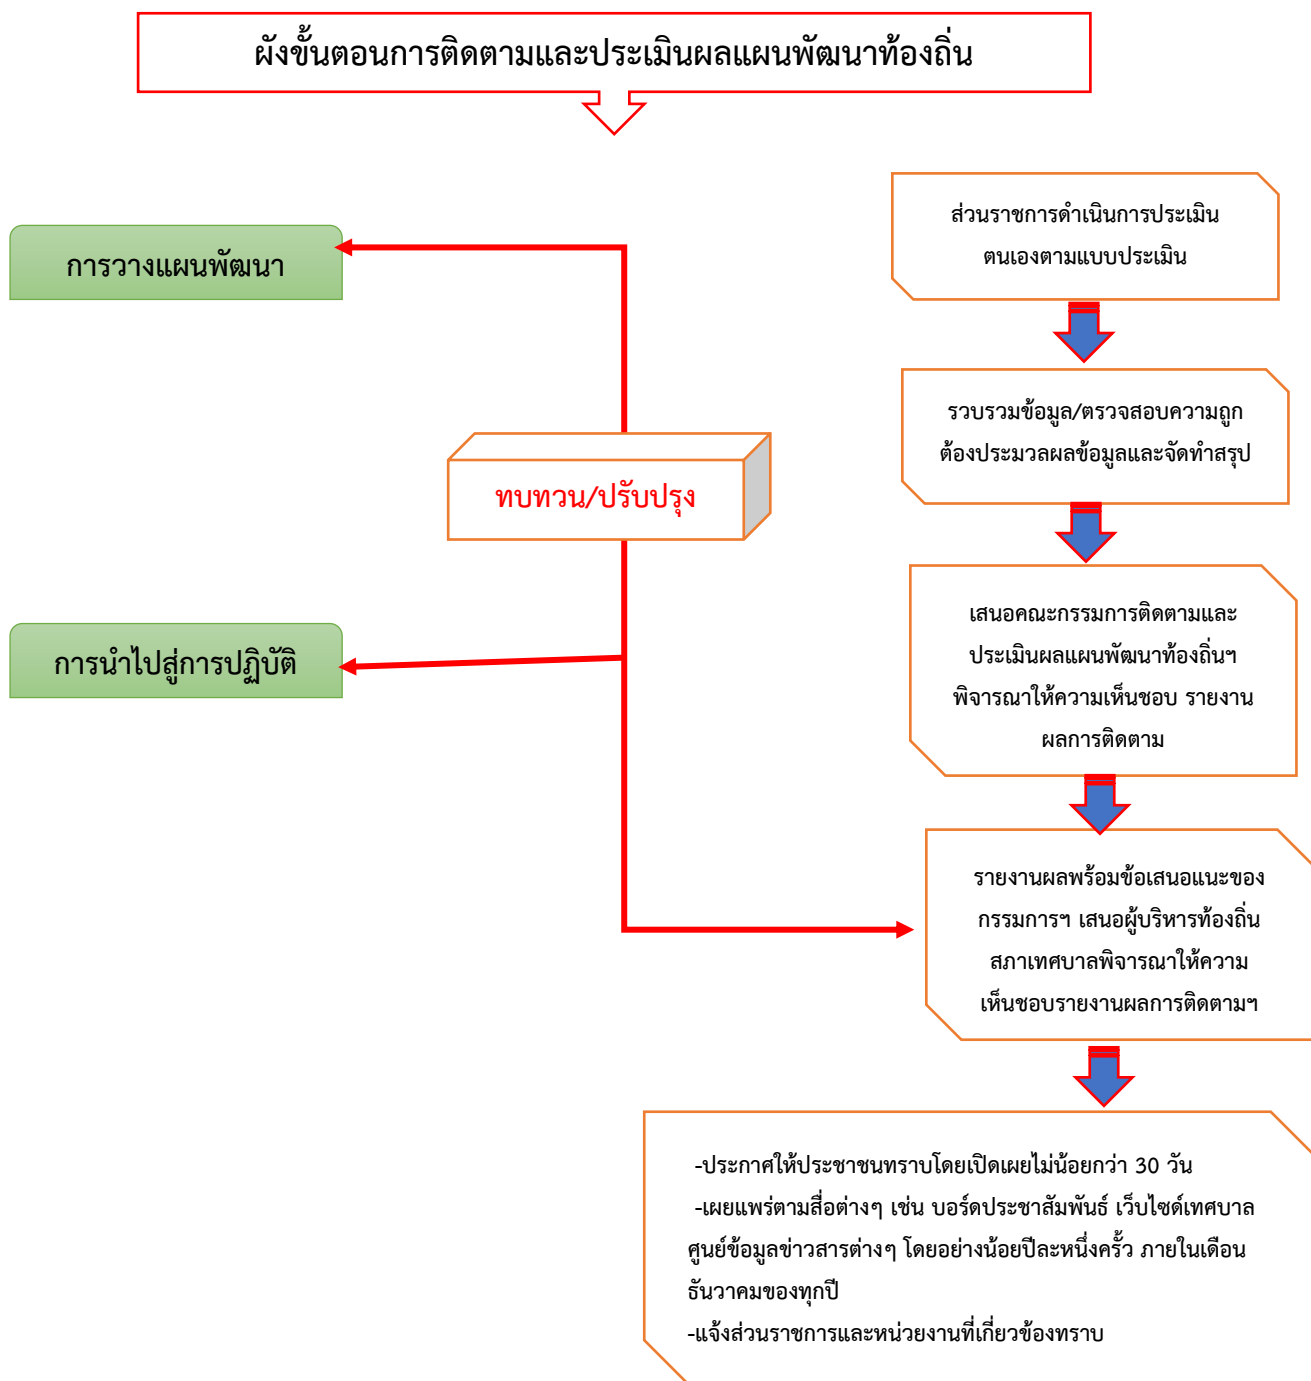 ผังขั้นตอนการติดตามและประเมินผลแผนพัฒนาท้องถิ่น
การวางแผนพัฒนา
ทบทวน/ปรับปรุง
การนำไปสู่การปฏิบัติ
ส่วนราชการดำเนินการประเมิน
ตนเองตามแบบประเมิน
รวบรวมข้อมูล/ตรวจสอบความถูก
ต้องประมวลผลข้อมูลและจัดทำสรุป
เสนอคณะกรรมการติดตามและ
ประเมินผลแผนพัฒนาท้องถิ่นฯ
พิจารณาให้ความเห็นชอบ รายงาน
ผลการติดตาม
รายงานผลพร้อมข้อเสนอแนะของ
กรรมการฯ เสนอผู้บริหารท้องถิ่น
สภาเทศบาลพิจารณาให้ความ
เห็นชอบรายงานผลการติดตามฯ
-ประกาศให้ประชาชนทราบโดยเปิดเผยไม่น้อยกว่า 30 วัน
-เผยแพร่ตามสื่อต่างๆ เช่น บอร์ดประชาสัมพันธ์ เว็บไซด์เทศบาล
ศูนย์ข้อมูลข่าวสารต่างๆ โดยอย่างน้อยปีละหนึ่งครั้ว ภายในเดือน
ธันวาคมของทุกปี
-แจ้งส่วนราชการและหน่วยงานที่เกี่ยวข้องทราบ